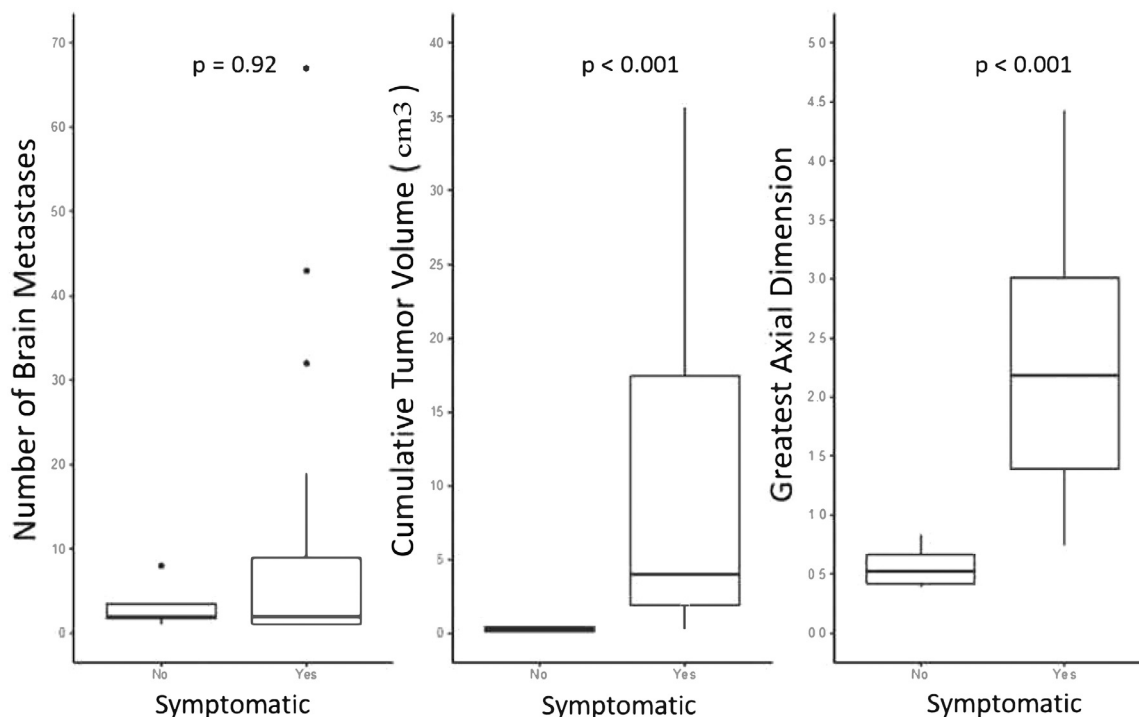 Number of Brain Metastases
p = 0.92
70
60
50
40
30
20
10
0
No
Yes
Symptomatic
Cumulative Tumor Volume ( cm3 )
p < 0.001
40
35
30
25
20
15
10
5
0
No
Yes
Symptomatic
Greatest Axial Dimension
p < 0.001
5 0
4 5
4 0
3 5
3 0
2 5
2 0
1 5
1 0
0 5
0 0
No
Yes
Symptomatic